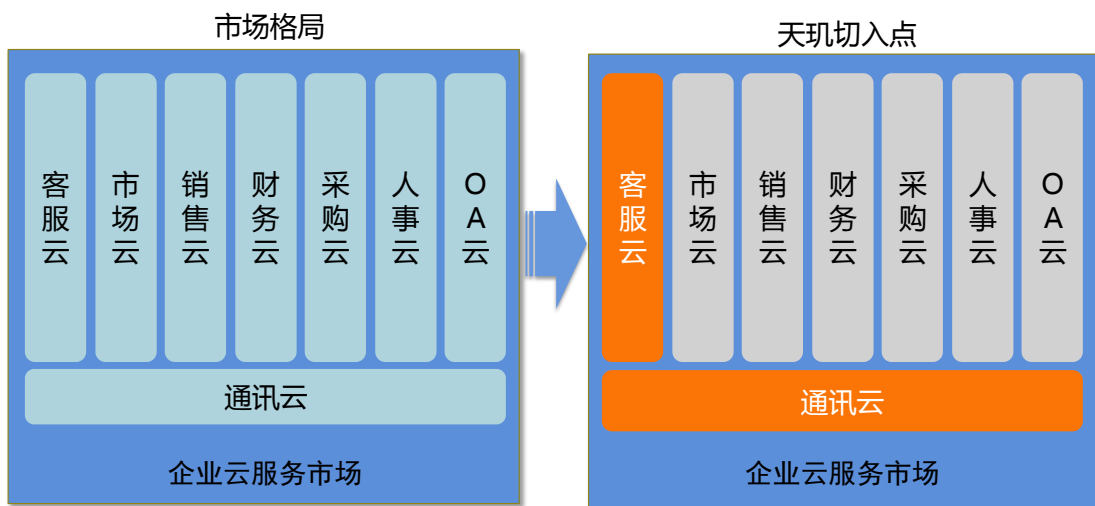 市场格局
客服云
市场云
销售云
财务云
采购云
人事云
OA云
通讯云
企业云服务市场
天玑切入点
客服云
市场云
销售云
财务云
采购云
人事云
OA云
通讯云
企业云服务市场